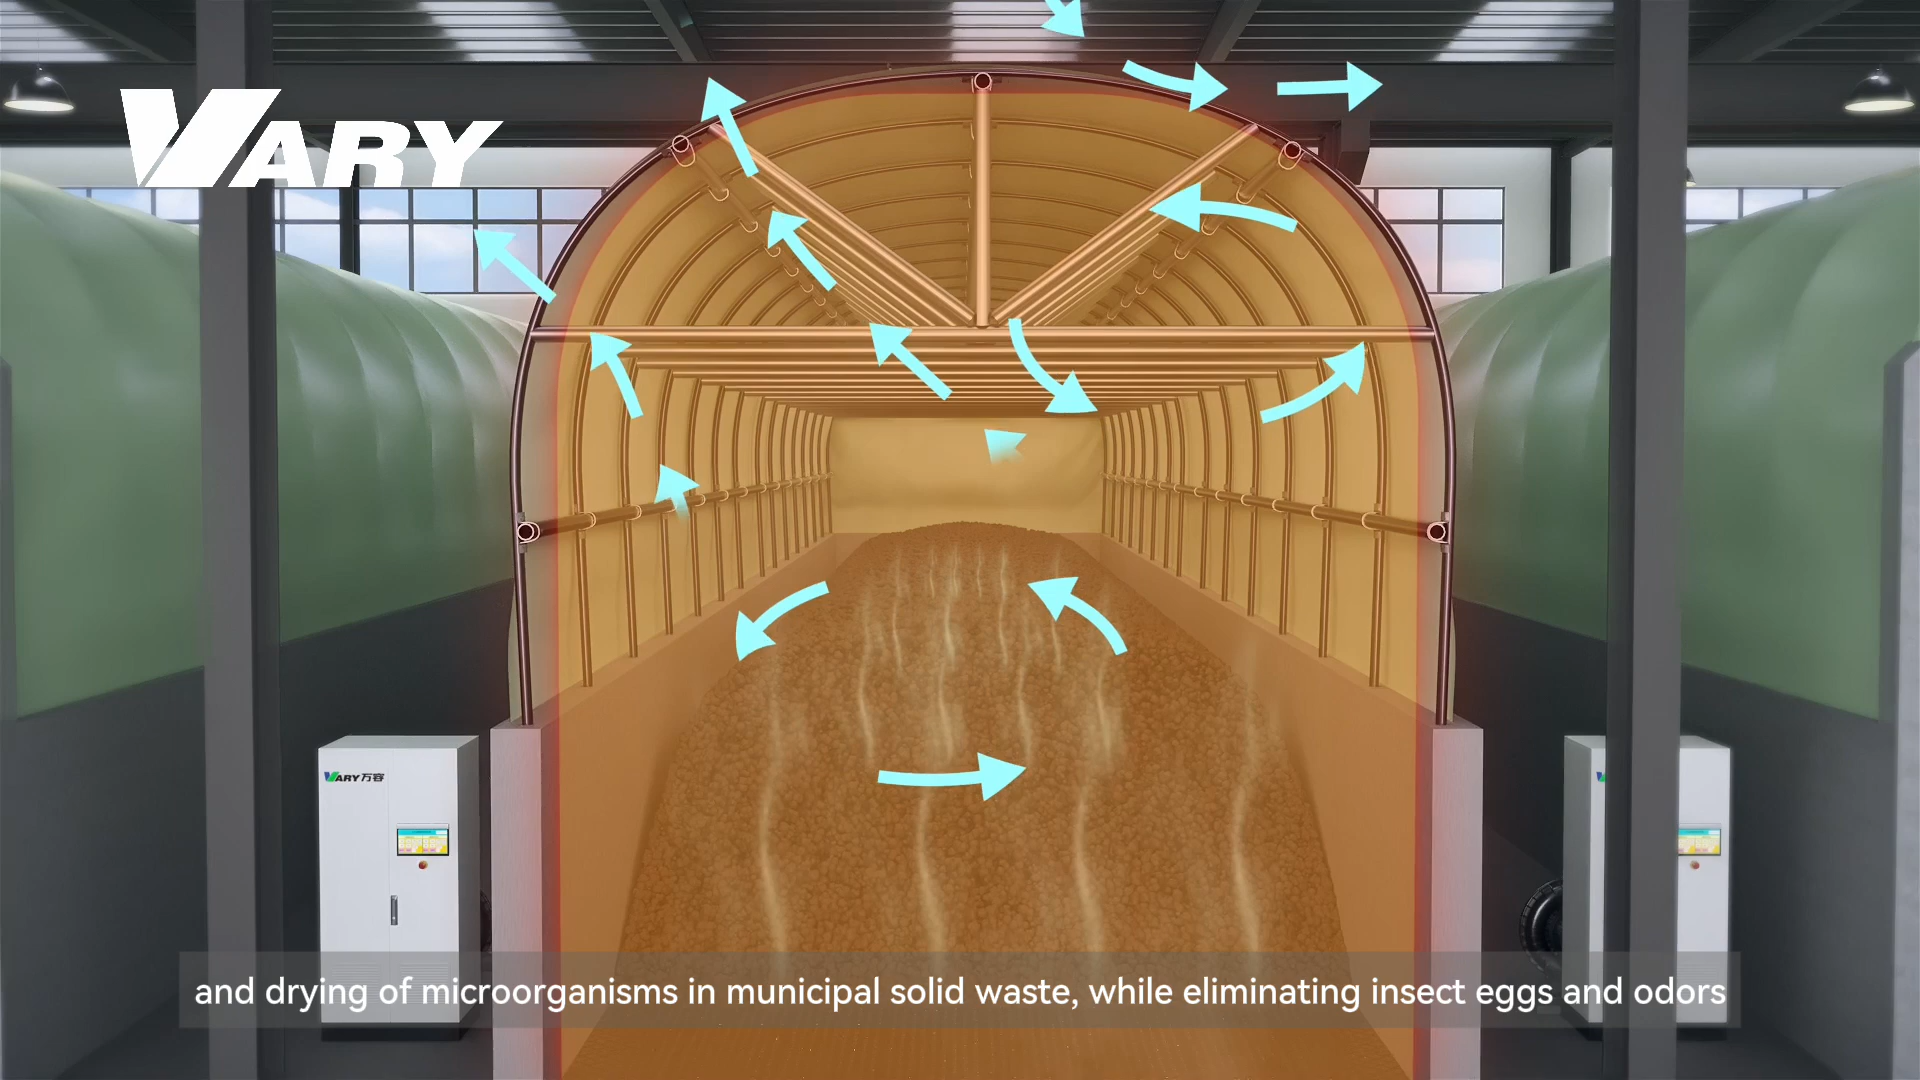 VARY
VARY万容
and drying of microorganisms in municipal solid waste, while eliminating insect eggs and odors